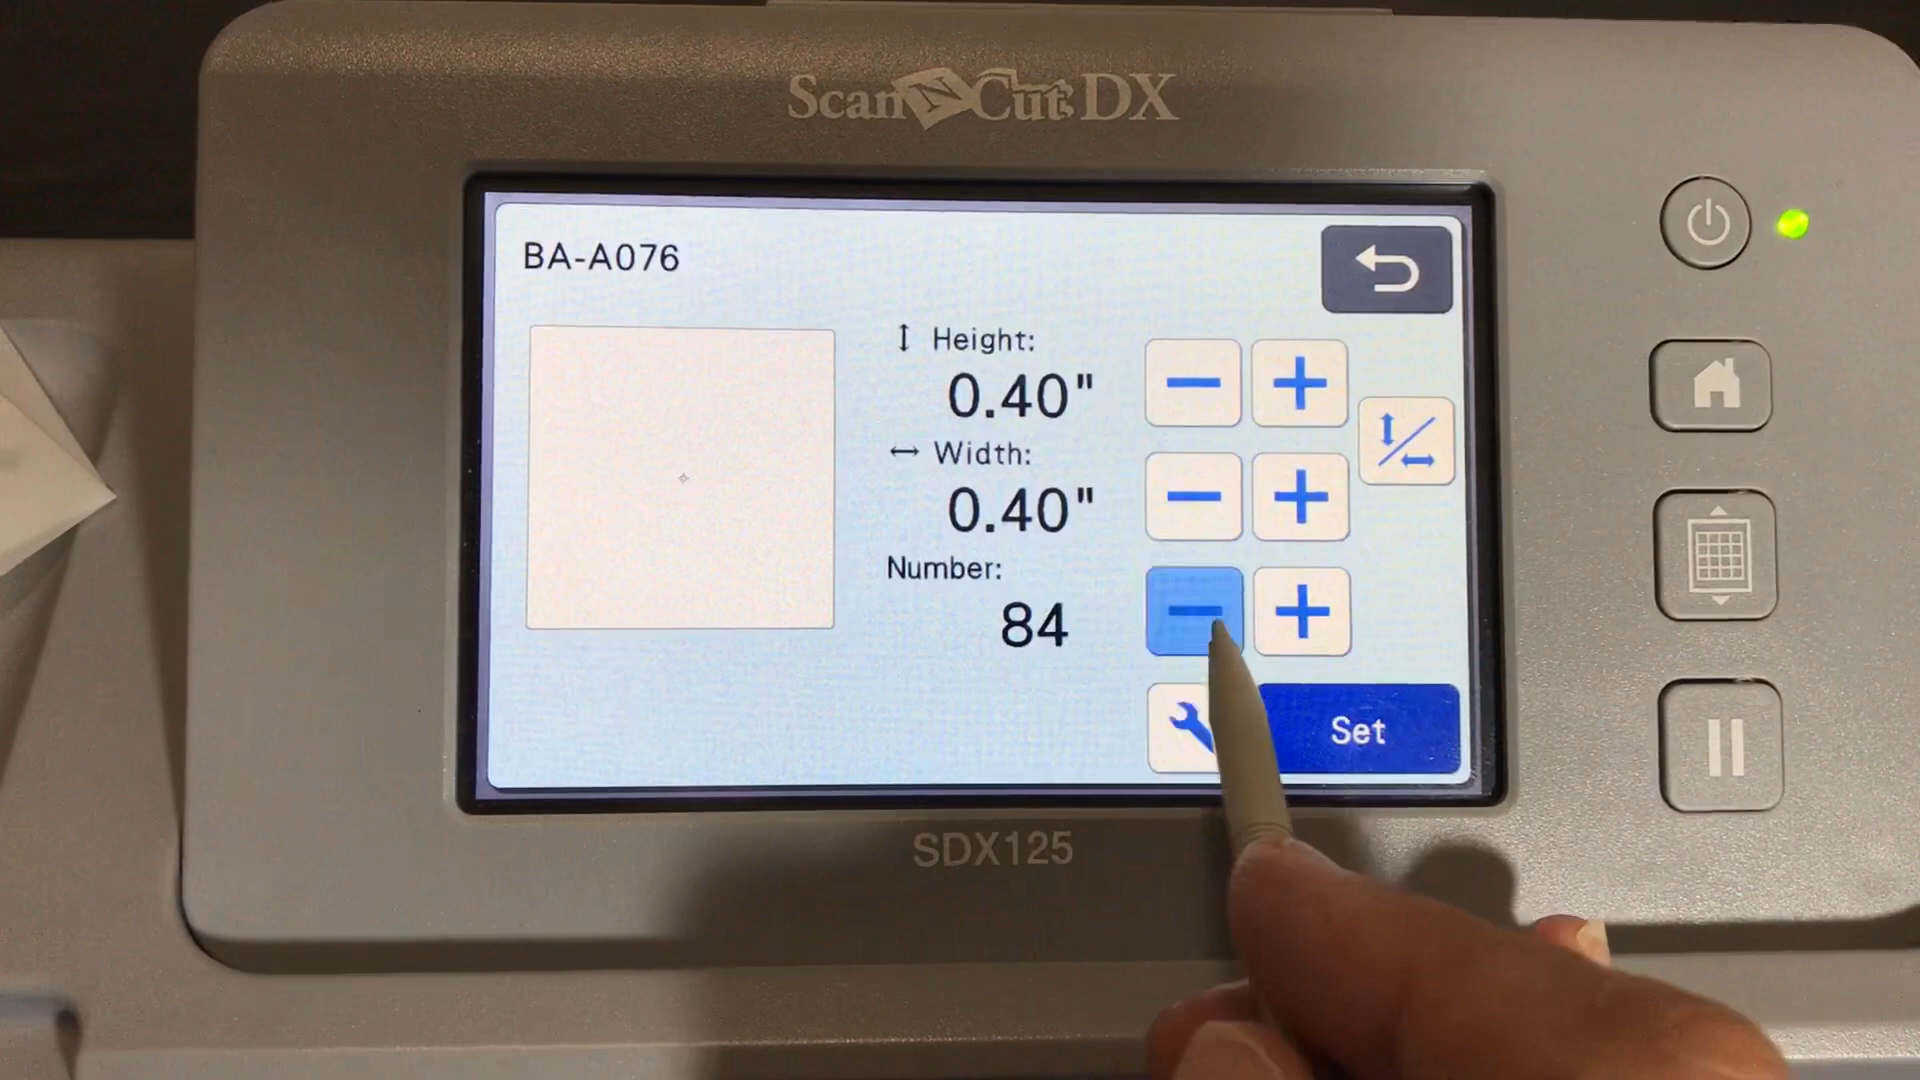 ScanNCut DX
BA-A076
Height:
0.40"
Width:
0.40"
Number:
84
Set
SDX125